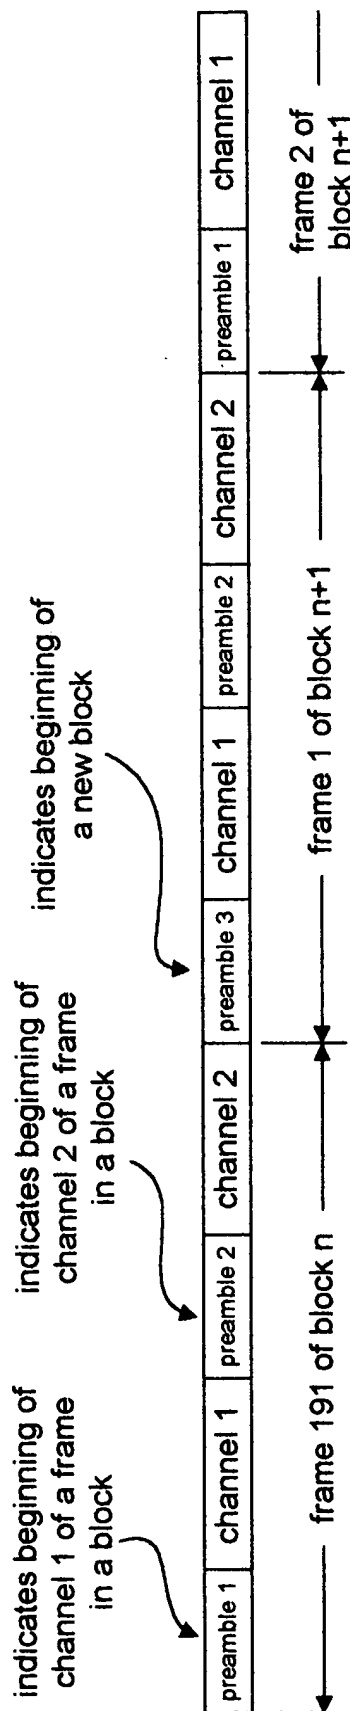 indicates beginning of
channel 1 of a frame
in a block
indicates beginning of
channel 2 of a frame
in a block
indicates beginning of
a new block
preamble 1 channel 1 preamble 2 channel 2 preamble 3 channel 1 preamble 2 channel 2 preamble 1 channel 1
frame 191 of block n
frame 1 of block n+1
frame 2 of
block n+1